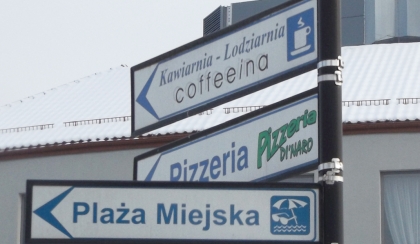 Kawiarnia - Lodziarnia
coffeeina
Pizzeria
Pizzeria
DI'NARO
Plaża Miejska